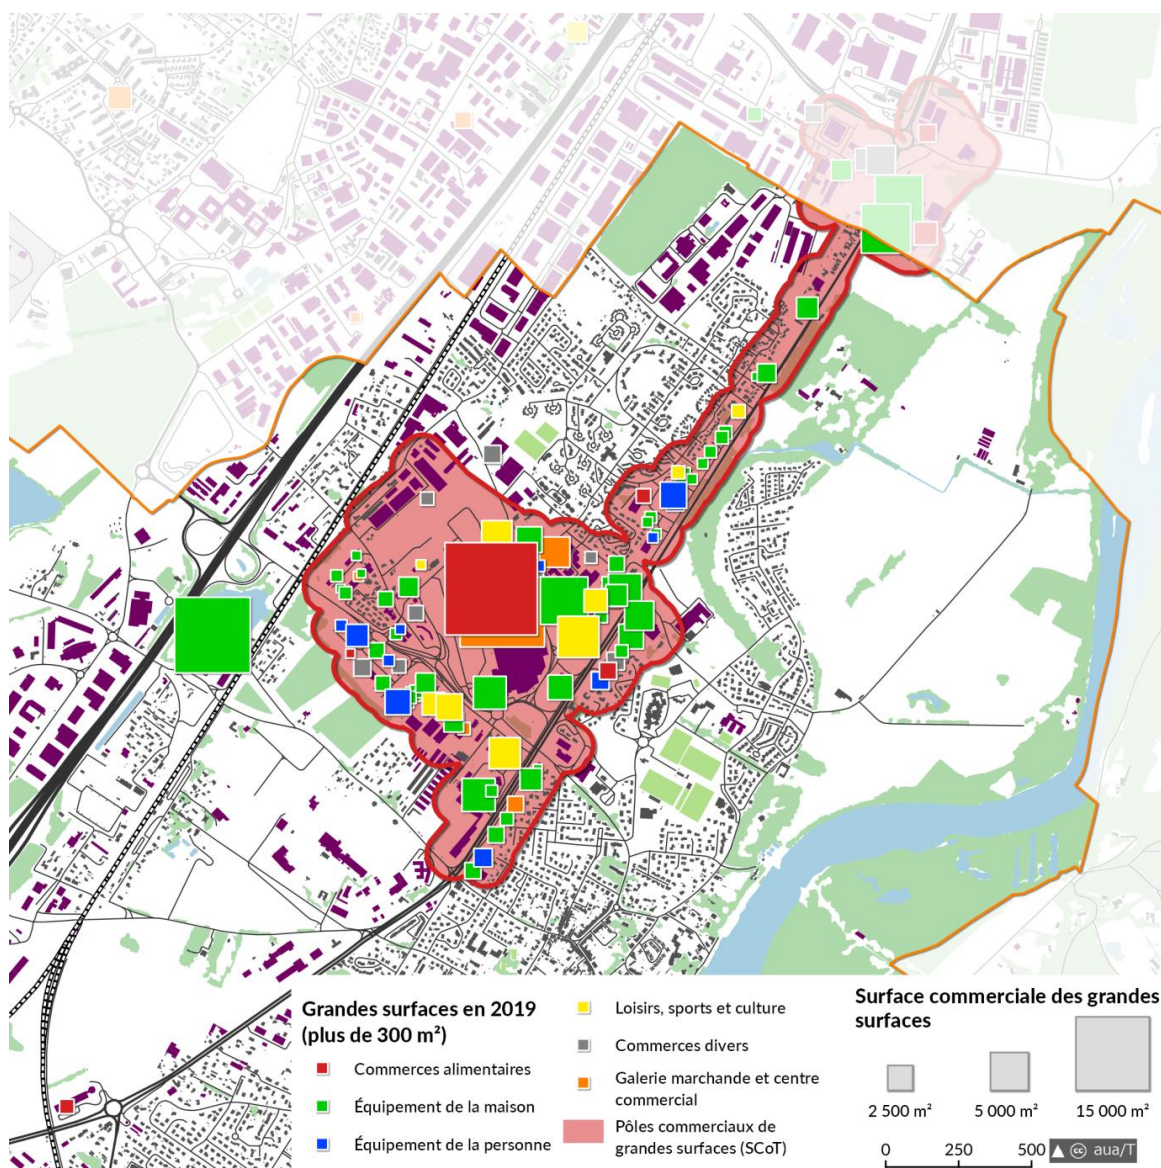 Grandes surfaces en 2019
(plus de 300 m²)
Commerces alimentaires
Équipement de la maison
Équipement de la personne
Loisirs, sports et culture
Commerces divers
Galerie marchande et centre
commercial
Pôles commerciaux de
grandes surfaces (SCoT)
Surface commerciale des grandes
surfaces
2 500 m²
5 000 m²
15 000 m²
0
250
500
cc aua/T